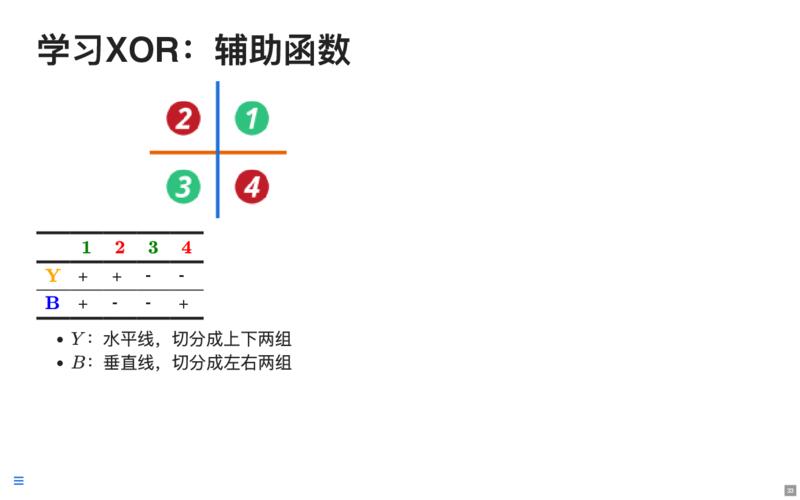 学习XOR：辅助函数
2 1
3 4
1 2 3 4
Y + + - -
B + - - +
• Y：水平线，切分成上下两组
• B：垂直线，切分成左右两组
33